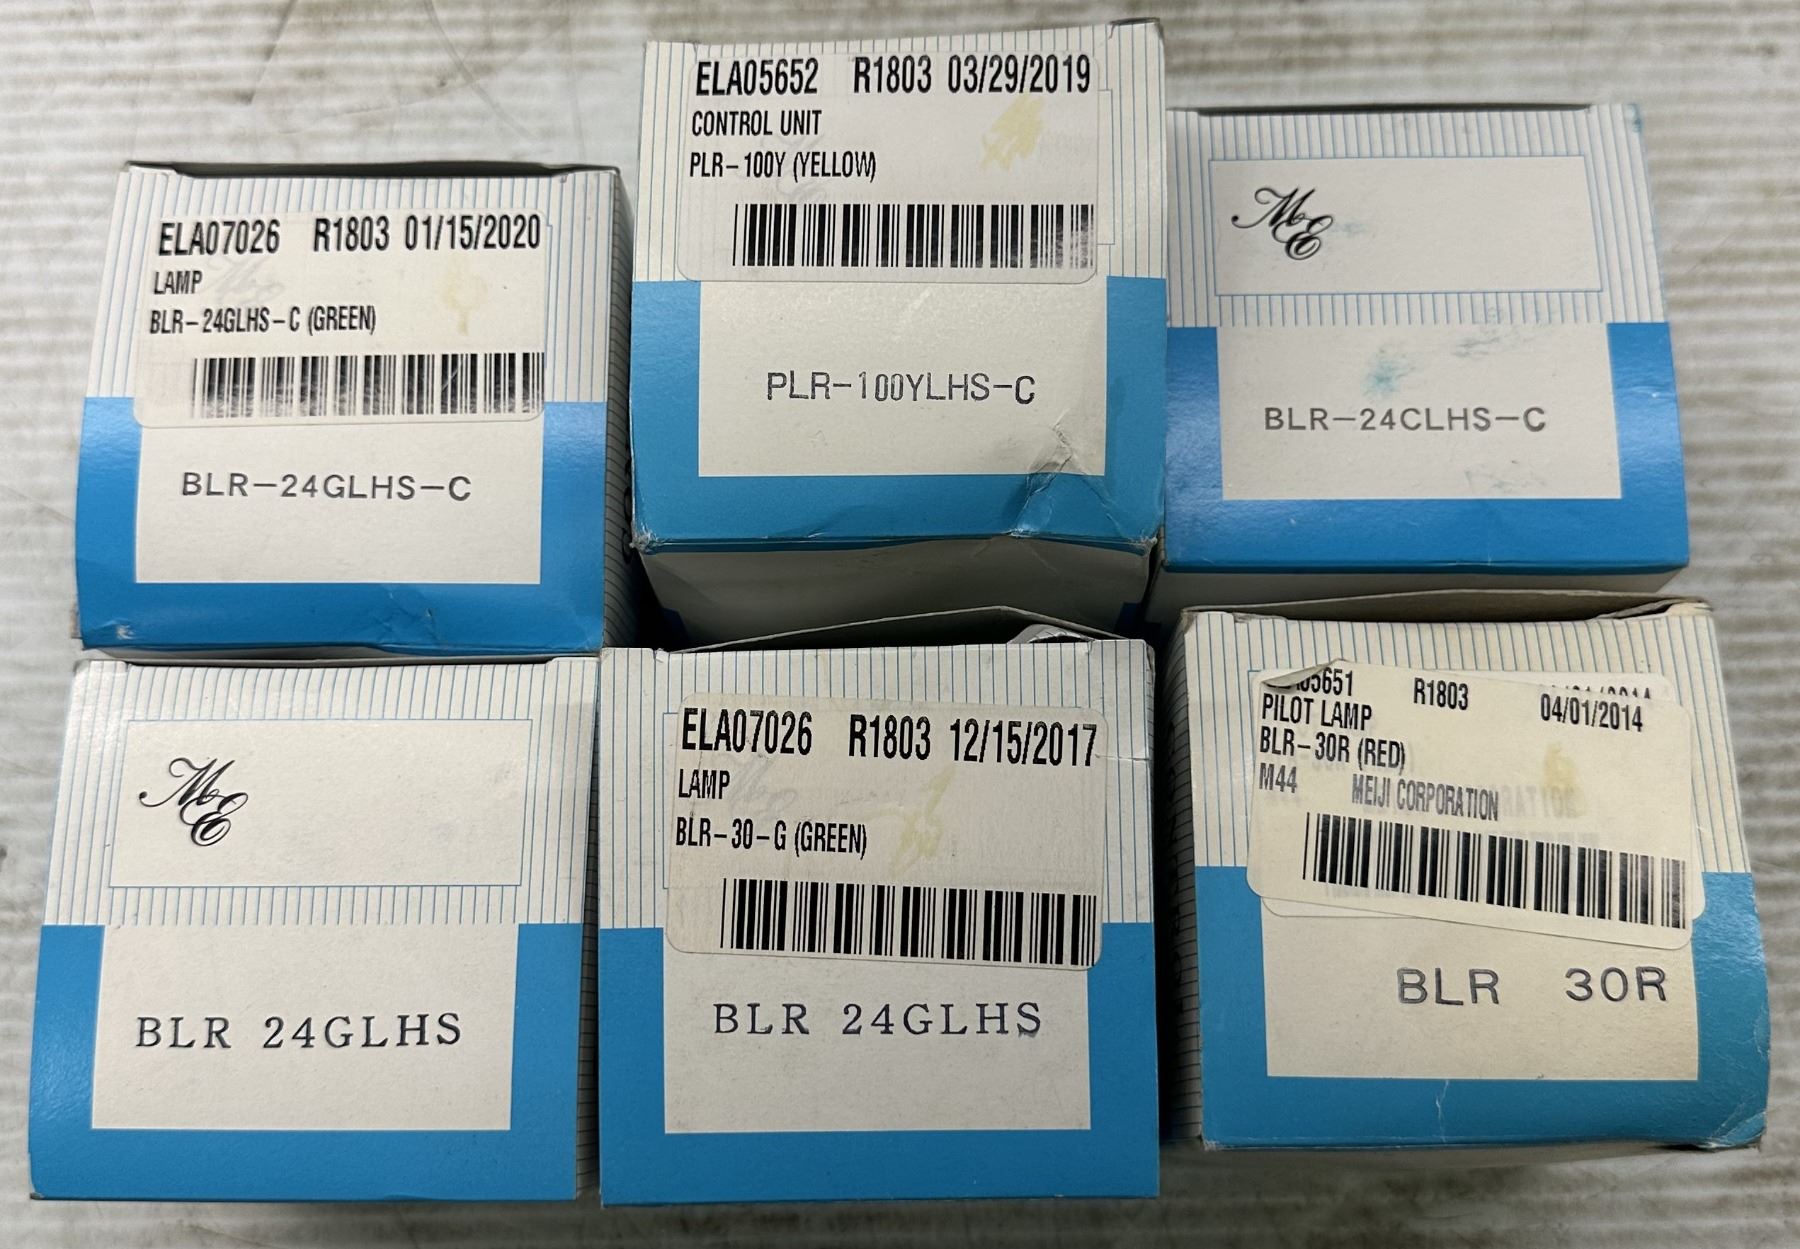 ELA07026 R1803 01/15/2020
LAMP
BLR-24GLHS-C (GREEN)
BLR-24GLHS-C
ELA05652 R1803 03/29/2019
CONTROL UNIT
PLR-100Y (YELLOW)
PLR-100YLHS-C
ME
BLR-24CLHS-C
ME
BLR 24GLHS
ELA07026 R1803 12/15/2017
LAMP
BLR-30-G (GREEN)
BLR 24GLHS
R1803 04/01/2014
PILOT LAMP
BLR-30R (RED)
M44 MEIJI CORPORATION
BLR 30R